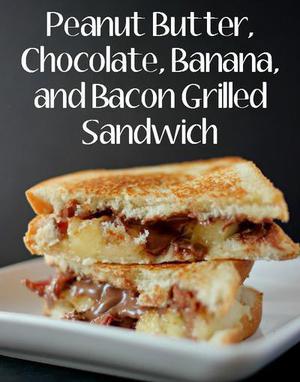 Peanut Butter,
Chocolate, Banana,
and Bacon Grilled
Sandwich